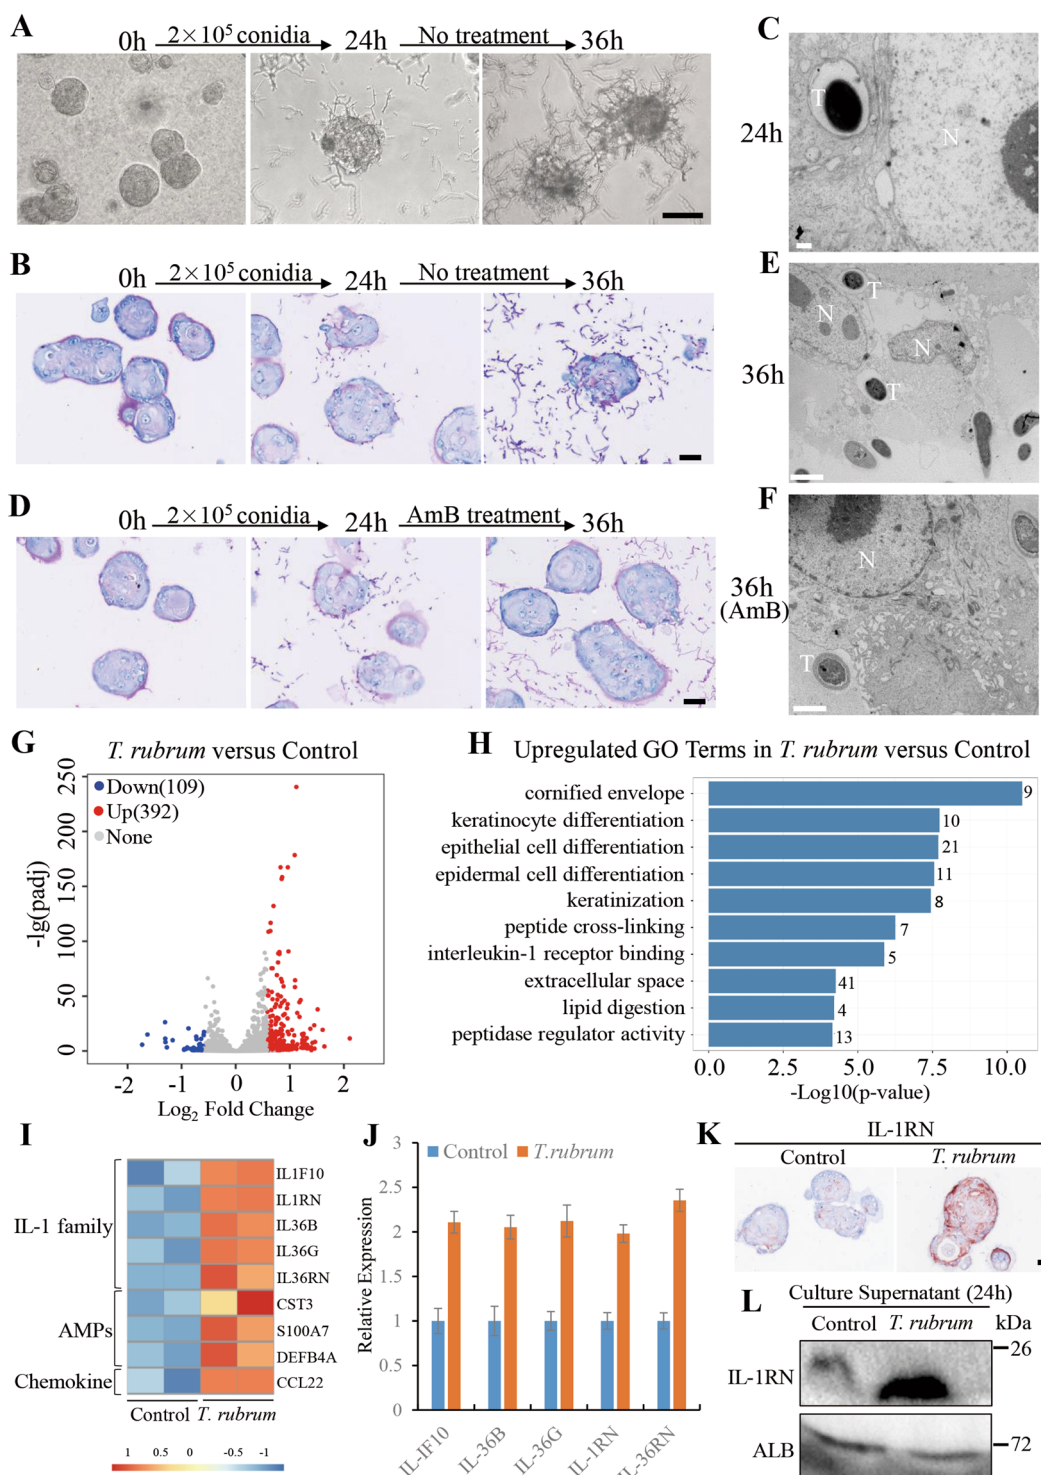 A
0h 2×10⁵ conidia 24h No treatment 36h
B
0h 2×10⁵ conidia 24h No treatment 36h
D
0h 2×10⁵ conidia 24h AmB treatment 36h
C
24h
T
N
E
36h
T
N
N
T
F
36h
(AmB)
N
T
G
T. rubrum versus Control
Down(109)
Up(392)
None
-lg(padj)
250
200
150
100
50
0
-2 -1 0 1 2
Log₂ Fold Change
H
Upregulated GO Terms in T. rubrum versus Control
cornified envelope 9
keratinocyte differentiation 10
epithelial cell differentiation 21
epidermal cell differentiation 11
keratinization 8
peptide cross-linking 7
interleukin-1 receptor binding 5
extracellular space 41
lipid digestion 4
peptidase regulator activity 13
0.0 2.5 5.0 7.5 10.0
-Log10(p-value)
I
IL-1 family
AMPs
Chemokine
IL1F10
IL1RN
IL36B
IL36G
IL36RN
CST3
S100A7
DEFB4A
CCL22
Control T. rubrum
1 0.5 0 -0.5 -1
J
Control T.rubrum
Relative Expression
3
2.5
2
1.5
1
0.5
0
IL-IF10 IL-36B IL-36G IL-1RN IL-36RN
K
IL-1RN
Control T. rubrum
L
Culture Supernatant (24h)
Control T. rubrum kDa
IL-1RN 26
ALB 72